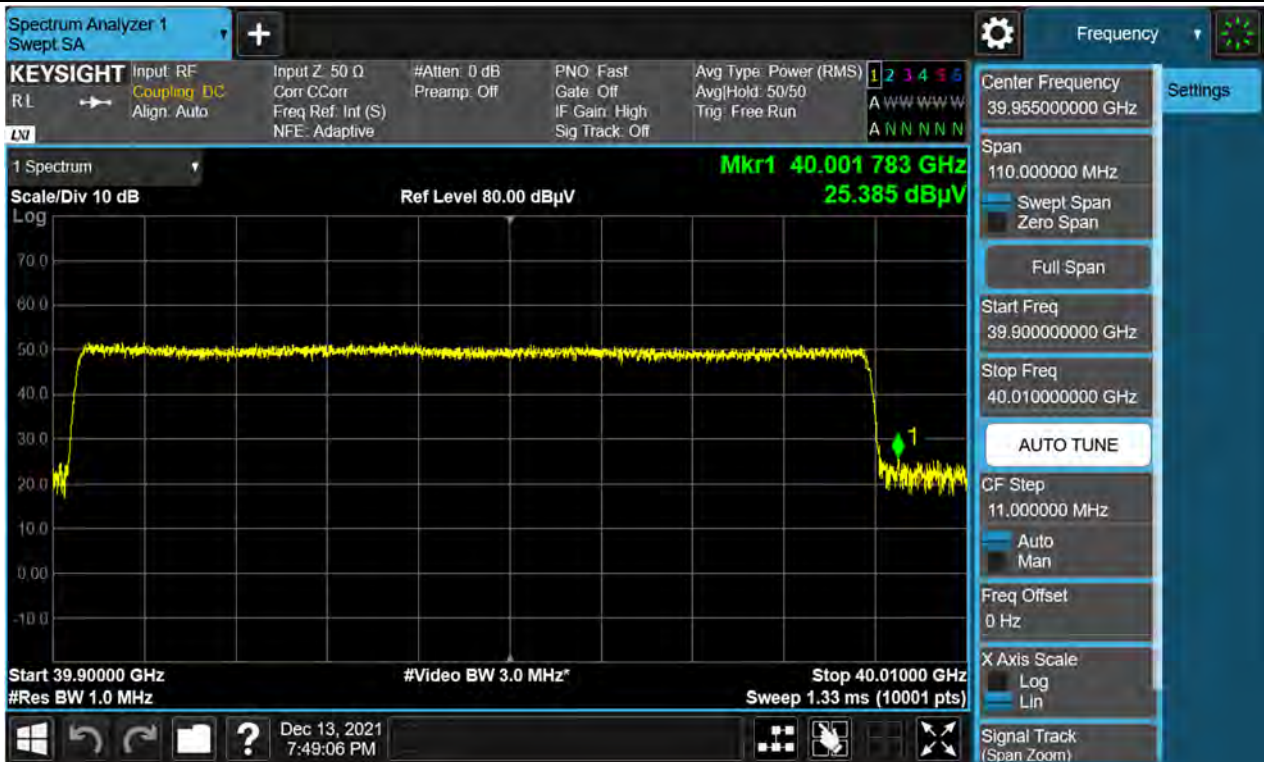 Spectrum Analyzer 1
Swept SA
+
Frequency
KEYSIGHT
RL
LXI
Input: RF
Coupling: DC
Align: Auto
Input Z: 50 Ω
Corr CCorr
Freq Ref: Int (S)
NFE: Adaptive
#Atten: 0 dB
Preamp: Off
PNO: Fast
Gate: Off
IF Gain: High
Sig Track: Off
Avg Type: Power (RMS)
Avg|Hold: 50/50
Trig: Free Run
1 2 3 4 5 6
A W W W W W
A N N N N N
1 Spectrum
Mkr1 40.001 783 GHz
Scale/Div 10 dB
Ref Level 80.00 dBµV
25.385 dBµV
Log
70.0
60.0
50.0
40.0
30.0
20.0
10.0
0.00
-10.0
1
Start 39.90000 GHz
#Video BW 3.0 MHz*
Stop 40.01000 GHz
#Res BW 1.0 MHz
Sweep 1.33 ms (10001 pts)
Center Frequency
39.955000000 GHz
Settings
Span
110.000000 MHz
Swept Span
Zero Span
Full Span
Start Freq
39.900000000 GHz
Stop Freq
40.010000000 GHz
AUTO TUNE
CF Step
11.000000 MHz
Auto
Man
Freq Offset
0 Hz
X Axis Scale
Log
Lin
Signal Track
(Span Zoom)
?
Dec 13, 2021
7:49:06 PM